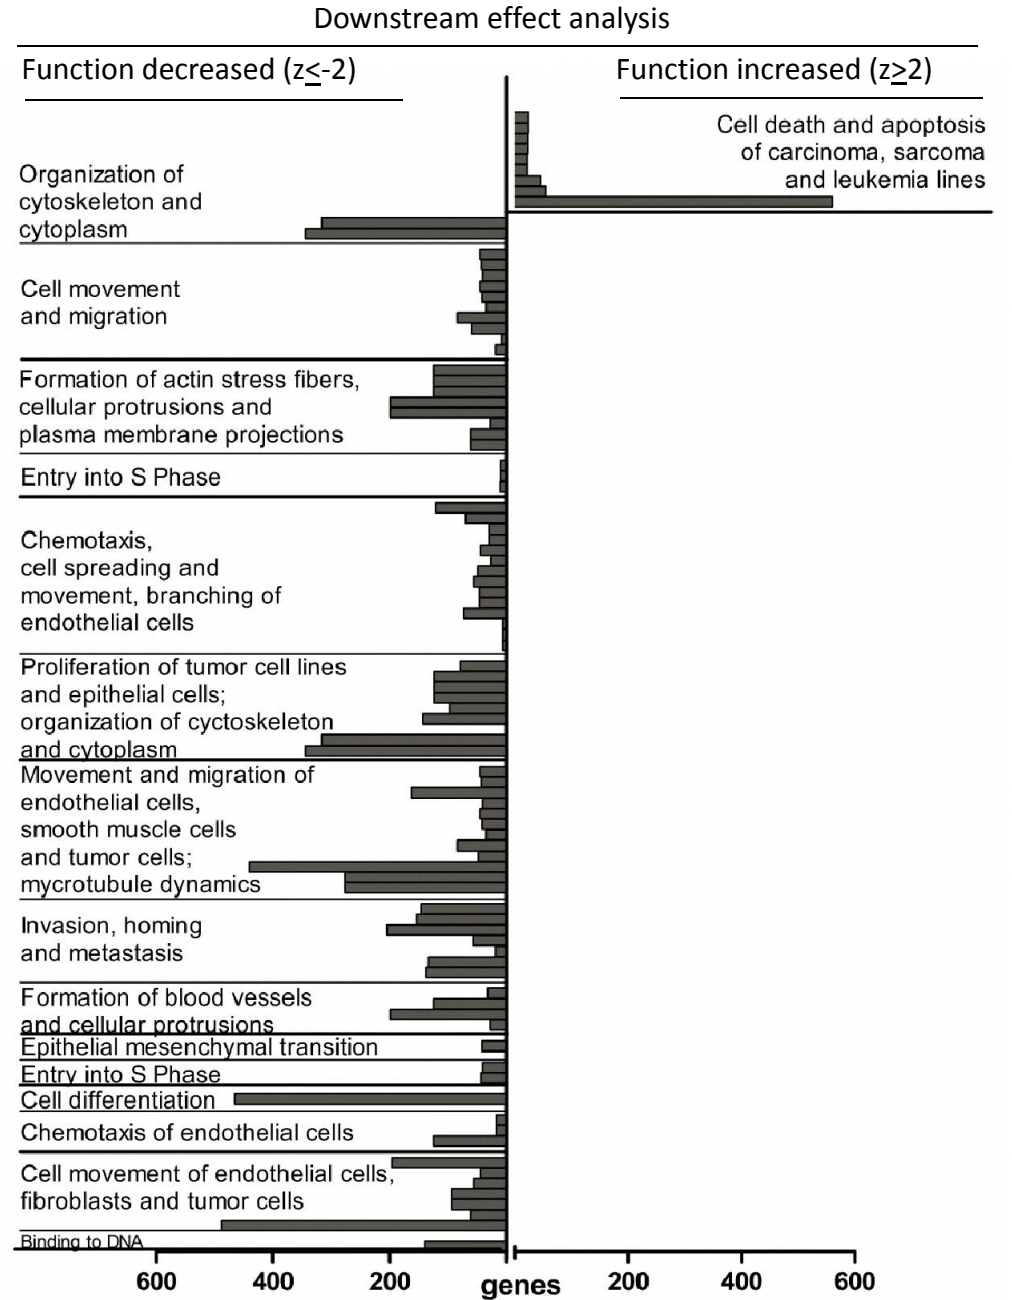 Downstream effect analysis
Function decreased (z<-2)
Function increased (z>2)
Cell death and apoptosis
of carcinoma, sarcoma
and leukemia lines
Organization of
cytoskeleton and
cytoplasm
Cell movement
and migration
Formation of actin stress fibers,
cellular protrusions and
plasma membrane projections
Entry into S Phase
Chemotaxis,
cell spreading and
movement, branching of
endothelial cells
Proliferation of tumor cell lines
and epithelial cells;
organization of cyctoskeleton
and cytoplasm
Movement and migration of
endothelial cells,
smooth muscle cells
and tumor cells;
mycrotubule dynamics
Invasion, homing
and metastasis
Formation of blood vessels
and cellular protrusions
Epithelial mesenchymal transition
Entry into S Phase
Cell differentiation
Chemotaxis of endothelial cells
Cell movement of endothelial cells,
fibroblasts and tumor cells
Binding to DNA
600 400 200 genes 200 400 600